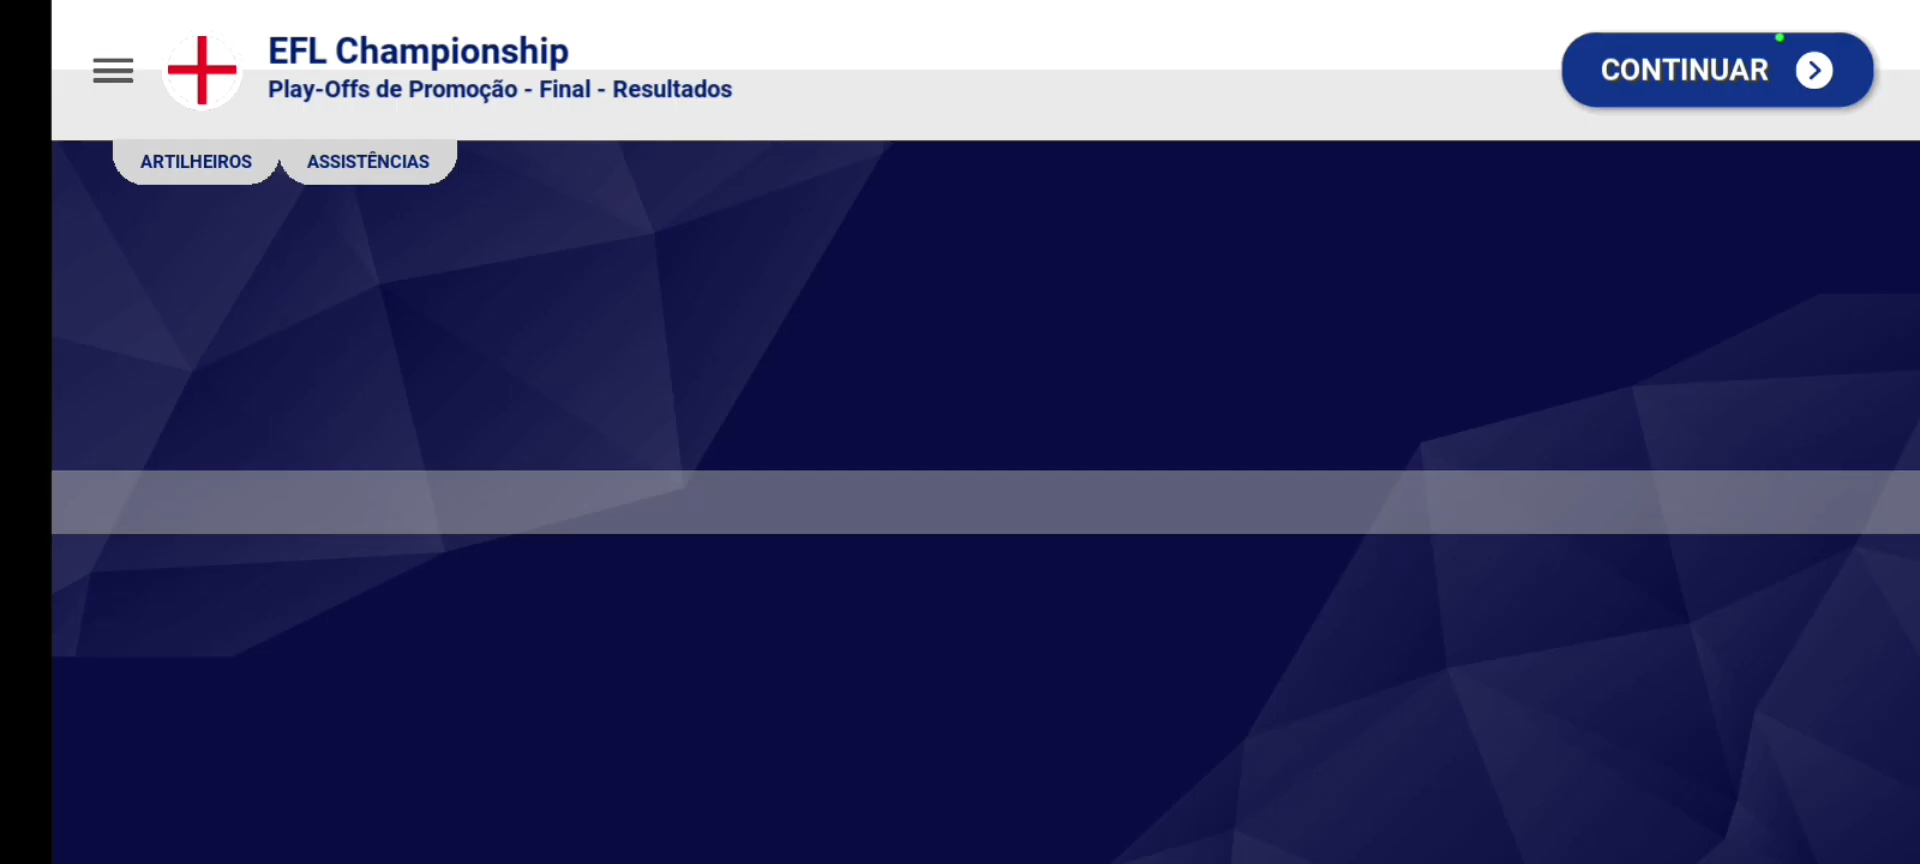 EFL Championship
Play-Offs de Promoção - Final - Resultados
CONTINUAR
ARTILHEIROS
ASSISTÊNCIAS